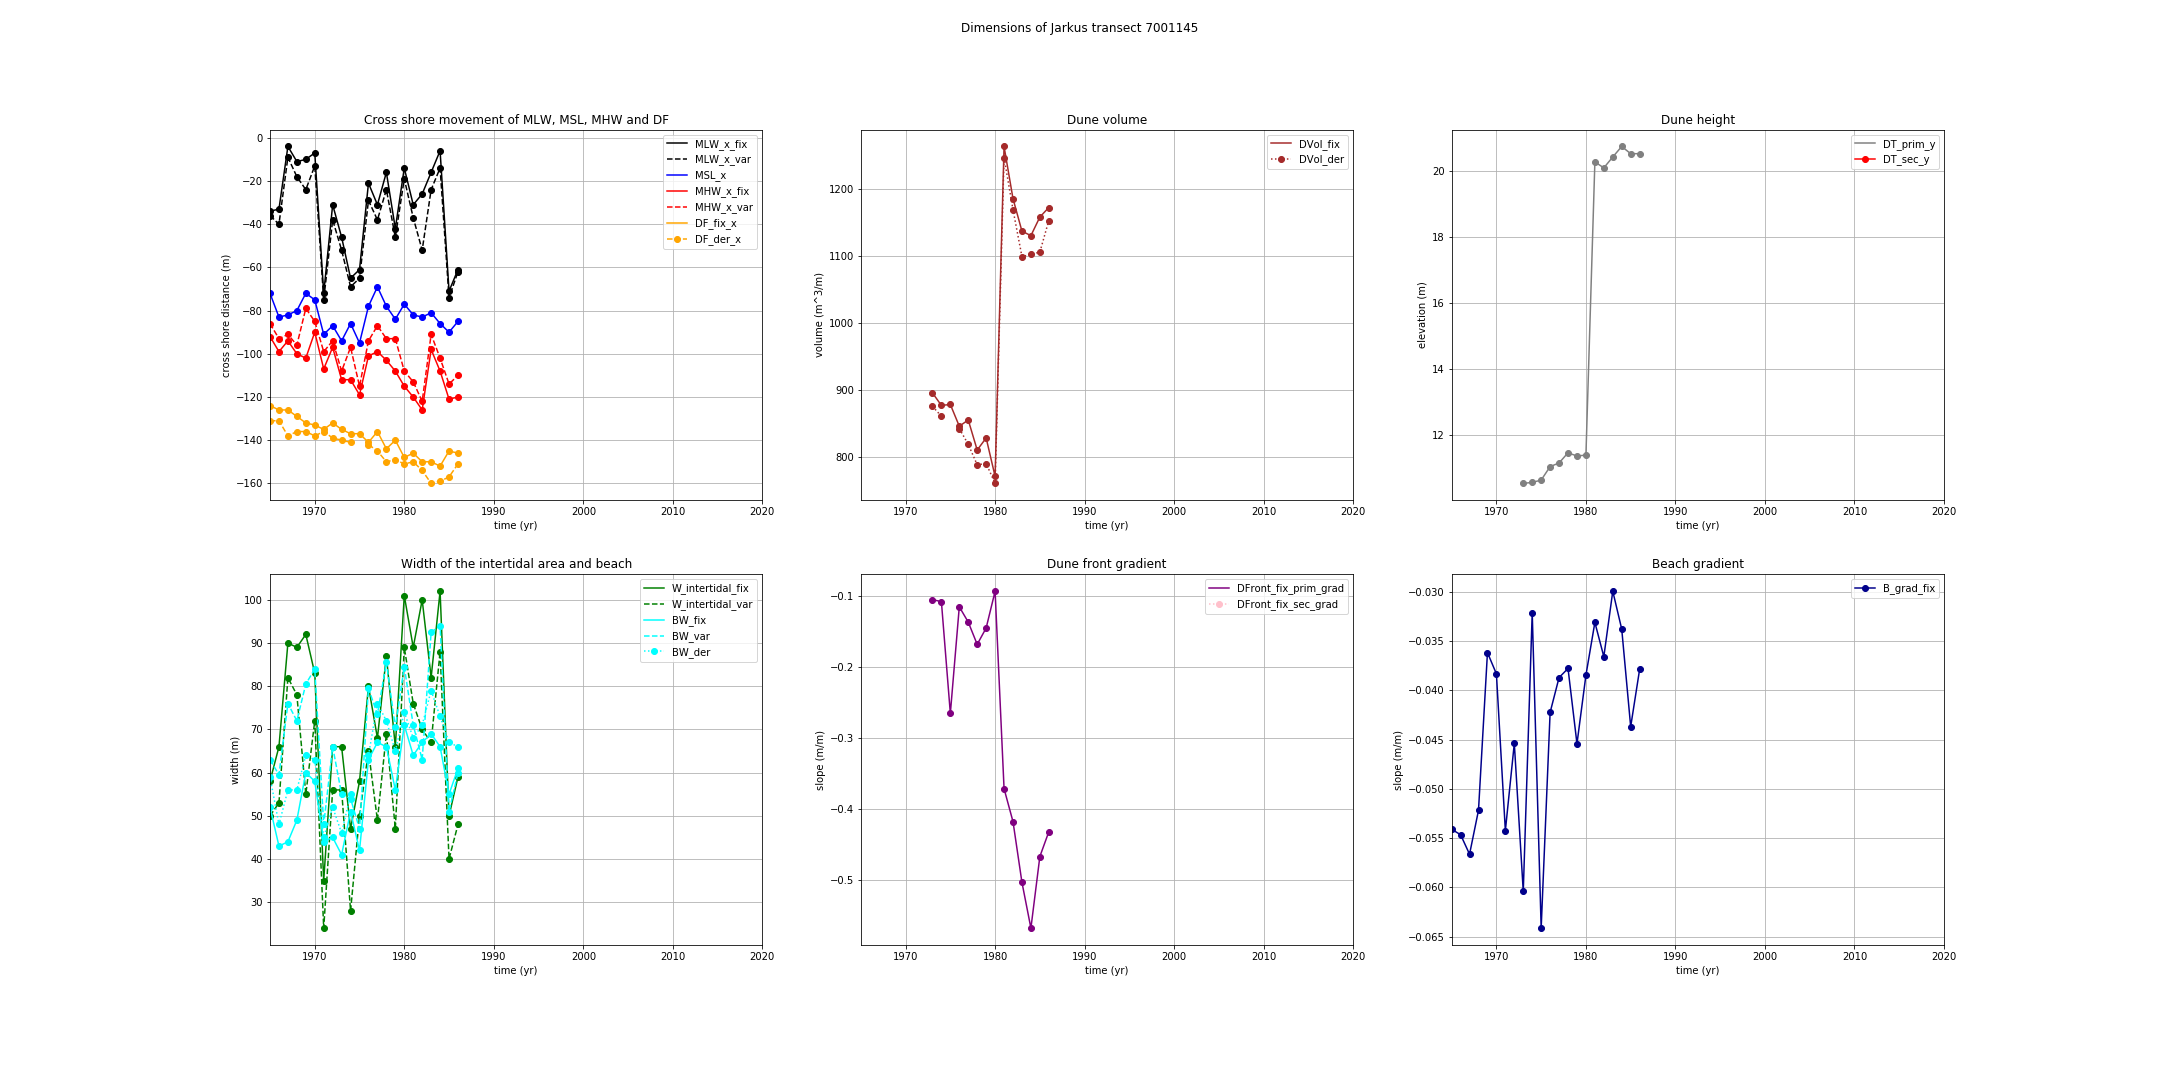 Dimensions of Jarkus transect 7001145
Cross shore movement of MLW, MSL, MHW and DF
cross shore distance (m)
0
−20
−40
−60
−80
−100
−120
−140
−160
1970 1980 1990 2000 2010 2020
time (yr)
MLW_x_fix
MLW_x_var
MSL_x
MHW_x_fix
MHW_x_var
DF_fix_x
DF_der_x
Dune volume
volume (m^3/m)
1200
1100
1000
900
800
1970 1980 1990 2000 2010 2020
time (yr)
DVol_fix
DVol_der
Dune height
elevation (m)
20
18
16
14
12
1970 1980 1990 2000 2010 2020
time (yr)
DT_prim_y
DT_sec_y
Width of the intertidal area and beach
width (m)
100
90
80
70
60
50
40
30
1970 1980 1990 2000 2010 2020
time (yr)
W_intertidal_fix
W_intertidal_var
BW_fix
BW_var
BW_der
Dune front gradient
slope (m/m)
−0.1
−0.2
−0.3
−0.4
−0.5
1970 1980 1990 2000 2010 2020
time (yr)
DFront_fix_prim_grad
DFront_fix_sec_grad
Beach gradient
slope (m/m)
−0.030
−0.035
−0.040
−0.045
−0.050
−0.055
−0.060
−0.065
1970 1980 1990 2000 2010 2020
time (yr)
B_grad_fix